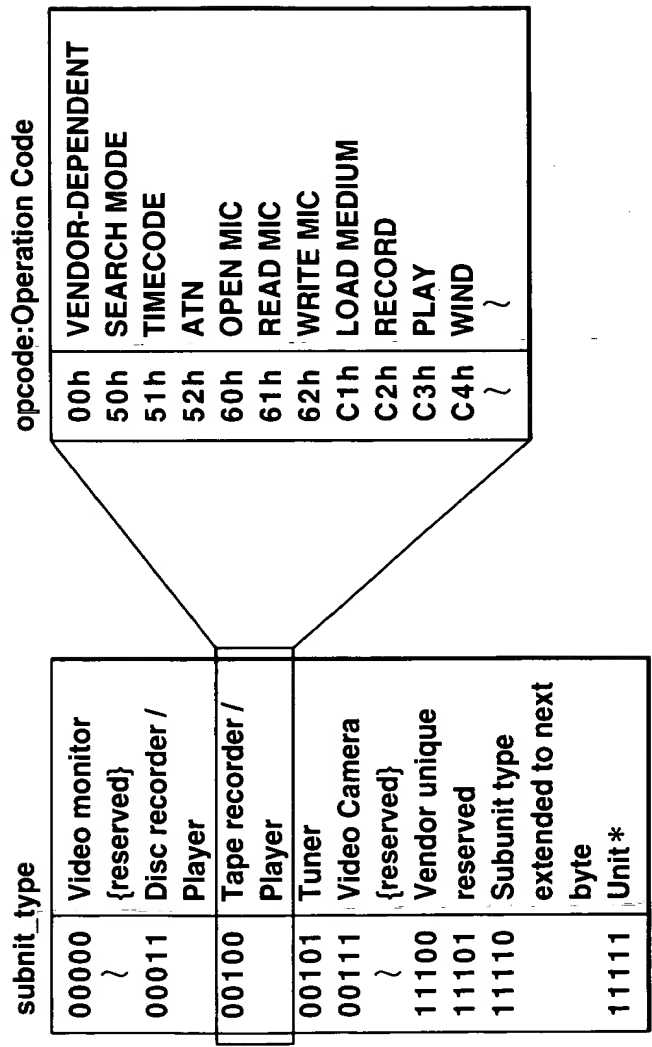 subnit_type
00000 Video monitor
~ {reserved}
00011 Disc recorder /
Player
00100 Tape recorder /
Player
00101 Tuner
00111 Video Camera
~ {reserved}
11100 Vendor unique
11101 reserved
11110 Subunit type
extended to next
byte
11111 Unit*
opcode:Operation Code
00h VENDOR-DEPENDENT
50h SEARCH MODE
51h TIMECODE
52h ATN
60h OPEN MIC
61h READ MIC
62h WRITE MIC
C1h LOAD MEDIUM
C2h RECORD
C3h PLAY
C4h WIND
~ ~